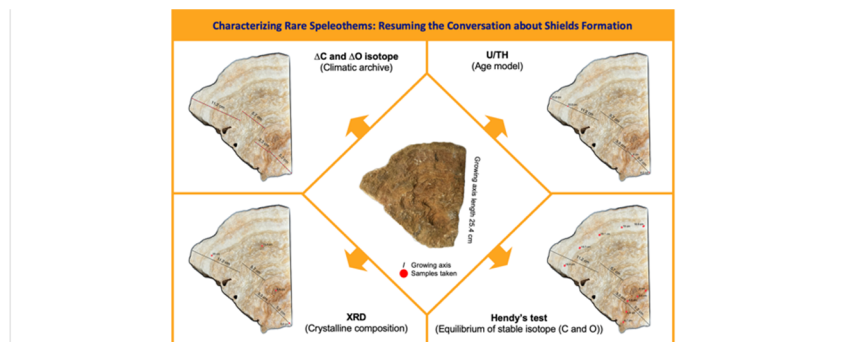 Characterizing Rare Speleothems: Resuming the Conversation about Shields Formation
ΔC and ΔO isotope
(Climatic archive)
U/TH
(Age model)
Growing axis length 25.4 cm
/ Growing axis
Samples taken
XRD
(Crystalline composition)
Hendy's test
(Equilibrium of stable isotope (C and O))